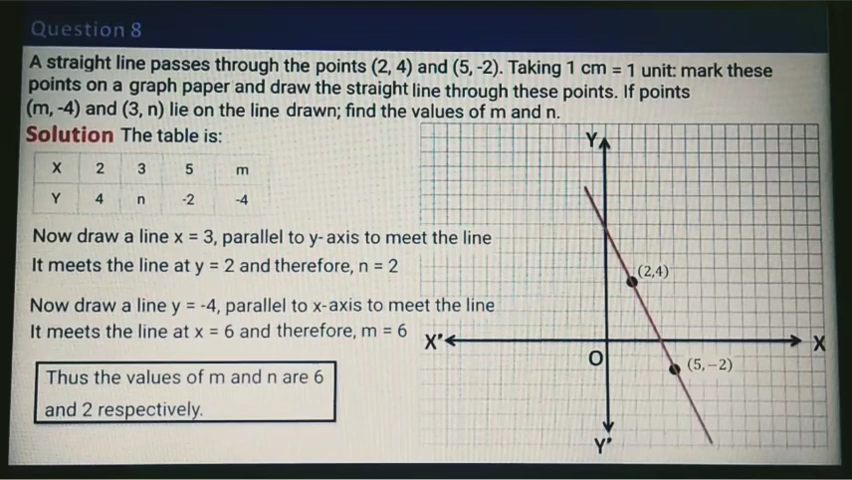 Question 8
A straight line passes through the points (2, 4) and (5, -2). Taking 1 cm = 1 unit: mark these
points on a graph paper and draw the straight line through these points. If points
(m, -4) and (3, n) lie on the line drawn; find the values of m and n.
Solution The table is:
X 2 3 5 m
Y 4 n -2 -4
Now draw a line x = 3, parallel to y-axis to meet the line
It meets the line at y = 2 and therefore, n = 2
Now draw a line y = -4, parallel to x-axis to meet the line
It meets the line at x = 6 and therefore, m = 6
Thus the values of m and n are 6
and 2 respectively.
Y
(2,4)
X' X
O
(5,−2)
Y'